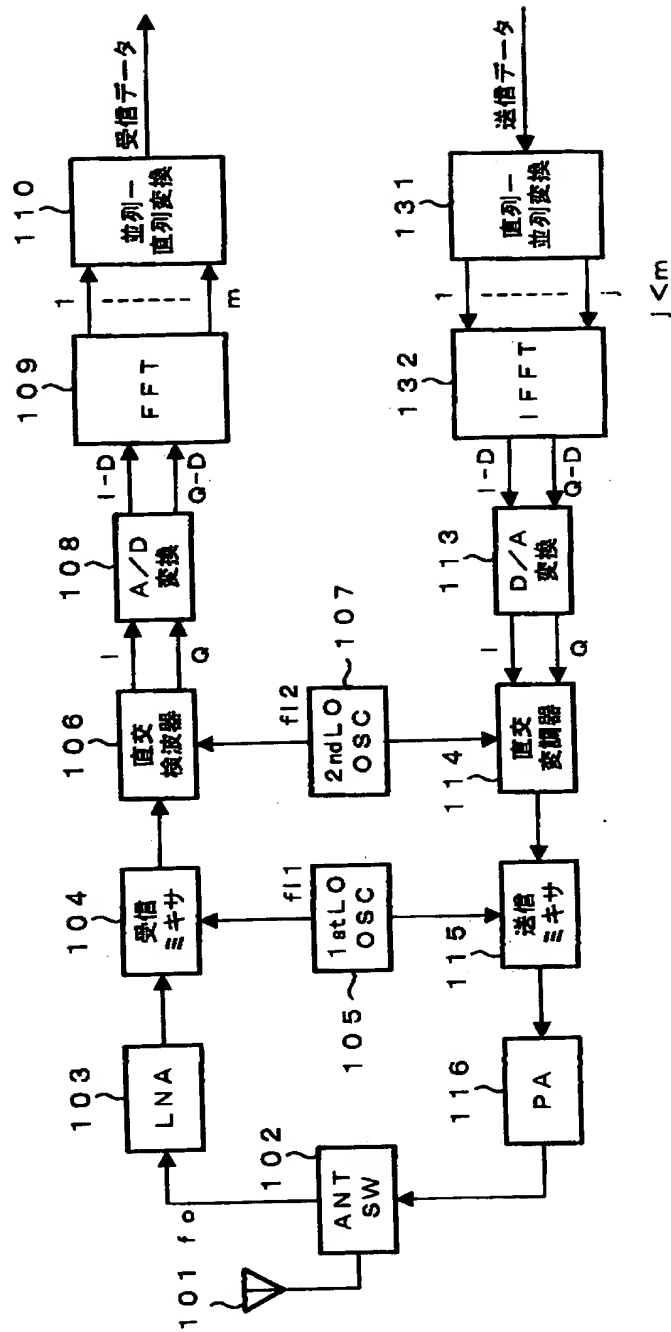 101
fo
102
ANT
SW
103
LNA
104
受信
ミキサ
105
1stLO
OSC
fl1
106
直交
検波器
107
2ndLO
OSC
fl2
I
Q
108
A/D
変換
I-D
Q-D
109
FFT
1
m
110
並列ー
直列変換
受信データ
送信データ
131
直列ー
並列変換
1
j
j<m
132
IFFT
I-D
Q-D
113
D/A
変換
I
Q
114
直交
変調器
115
送信
ミキサ
116
PA